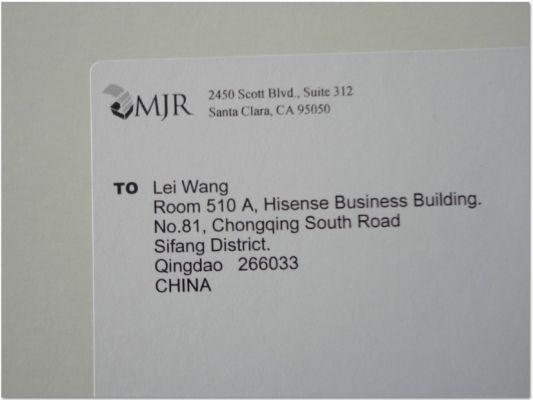 MJR
2450 Scott Blvd., Suite 312
Santa Clara, CA 95050
TO Lei Wang
Room 510 A, Hisense Business Building.
No.81, Chongqing South Road
Sifang District.
Qingdao 266033
CHINA